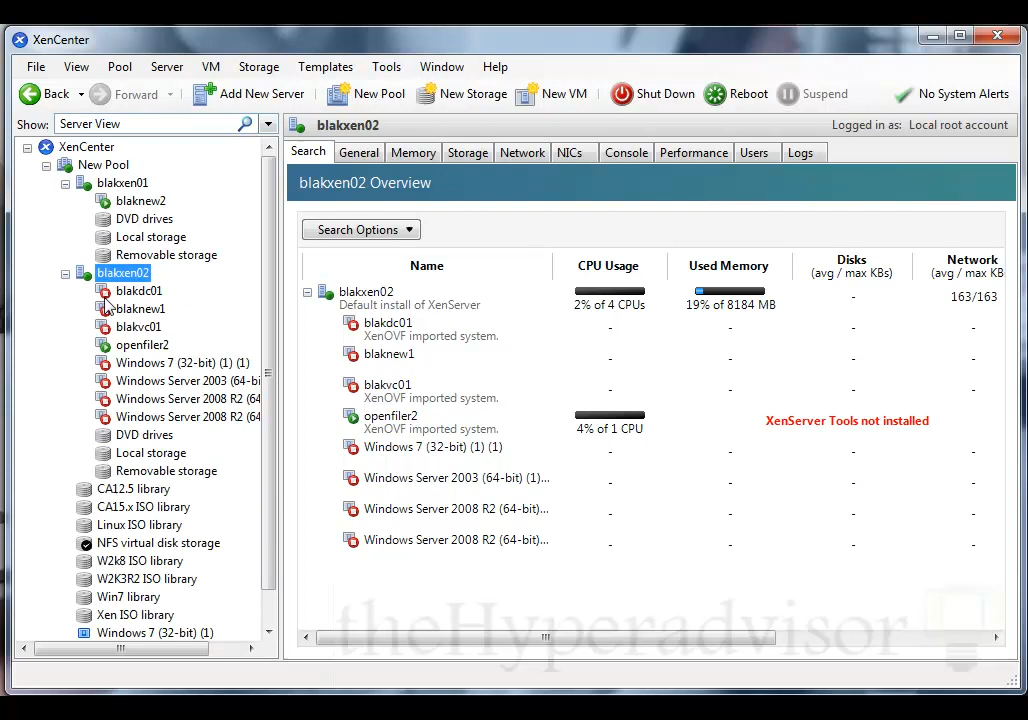 XenCenter
File View Pool Server VM Storage Templates Tools Window Help
Back Forward Add New Server New Pool New Storage New VM Shut Down Reboot Suspend No System Alerts
Show: Server View
blakxen02 Logged in as: Local root account
XenCenter
New Pool
blakxen01
blaknew2
DVD drives
Local storage
Removable storage
blakxen02
blakdc01
blaknew1
blakvc01
openfiler2
Windows 7 (32-bit) (1) (1)
Windows Server 2003 (64-bi
Windows Server 2008 R2 (64
Windows Server 2008 R2 (64
DVD drives
Local storage
Removable storage
CA12.5 library
CA15.x ISO library
Linux ISO library
NFS virtual disk storage
W2k8 ISO library
W2K3R2 ISO library
Win7 library
Xen ISO library
Windows 7 (32-bit) (1)
Search General Memory Storage Network NICs Console Performance Users Logs
blakxen02 Overview
Search Options
Name CPU Usage Used Memory Disks Network
(avg / max KBs) (avg / max KB
blakxen02
Default install of XenServer 2% of 4 CPUs 19% of 8184 MB - 163/163
blakdc01
XenOVF imported system. - - - -
blaknew1 - - - -
blakvc01
XenOVF imported system. - - - -
openfiler2
XenOVF imported system. 4% of 1 CPU XenServer Tools not installed
Windows 7 (32-bit) (1) (1) - - - -
Windows Server 2003 (64-bit) (1)... - - - -
Windows Server 2008 R2 (64-bit)... - - - -
Windows Server 2008 R2 (64-bit)... - - - -
theHyperadvisor